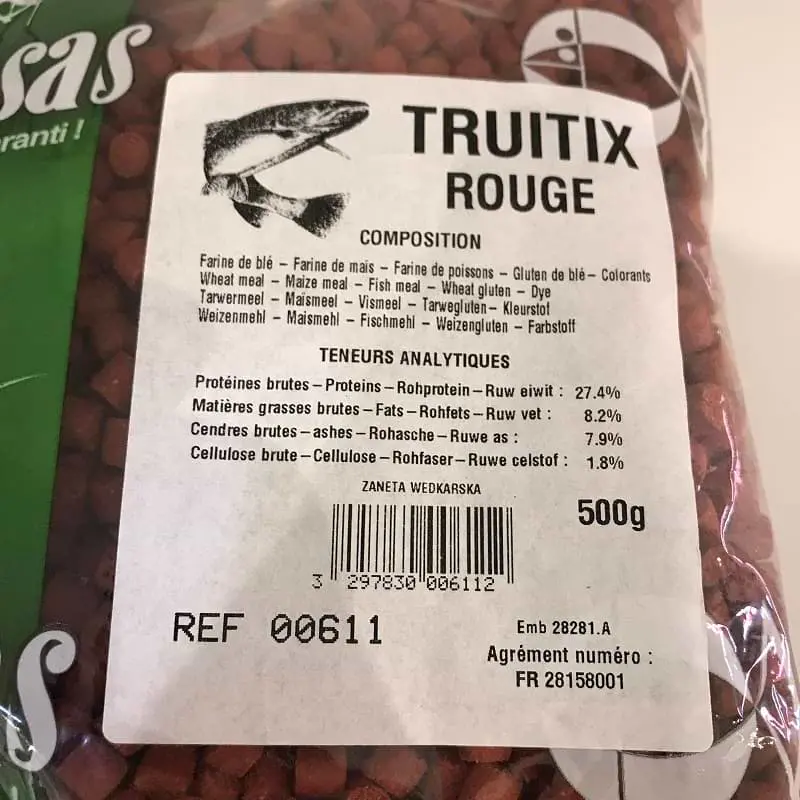 sas
ranti !
TRUITIX
ROUGE
COMPOSITION
Farine de blé – Farine de maïs – Farine de poissons – Gluten de blé– Colorants
Wheat meal – Maize meal – Fish meal – Wheat gluten – Dye
Tarwermeel – Maïsmeel – Vismeel – Tarwegluten– Kleurstof
Weizenmehl – Maismehl – Fischmehl – Weizengluten – Farbstoff
TENEURS ANALYTIQUES
Protéines brutes – Proteins – Rohprotein – Ruw eiwit : 27.4%
Matières grasses brutes – Fats – Rohfets – Ruw vet : 8.2%
Cendres brutes – ashes – Rohasche – Ruwe as : 7.9%
Cellulose brute – Cellulose – Rohfaser – Ruwe celstof : 1.8%
ZANETA WEDKARSKA
500g
3 297830 006112
REF 00611
Emb 28281.A
Agrément numéro :
FR 28158001
S